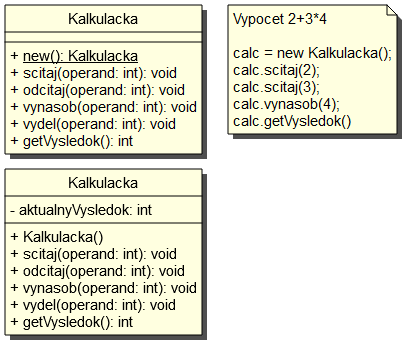 Kalkulacka
+ new(): Kalkulacka
+ scitaj(operand: int): void
+ odcitaj(operand: int): void
+ vynasob(operand: int): void
+ vydel(operand: int): void
+ getVysledok(): int
Vypocet 2+3*4
calc = new Kalkulacka();
calc.scitaj(2);
calc.scitaj(3);
calc.vynasob(4);
calc.getVysledok()
Kalkulacka
- aktualnyVysledok: int
+ Kalkulacka()
+ scitaj(operand: int): void
+ odcitaj(operand: int): void
+ vynasob(operand: int): void
+ vydel(operand: int): void
+ getVysledok(): int